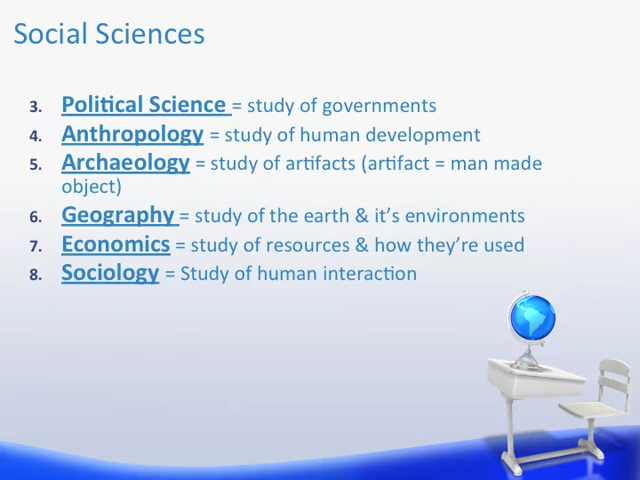 Social Sciences
3. Political Science = study of governments
4. Anthropology = study of human development
5. Archaeology = study of artifacts (artifact = man made
object)
6. Geography = study of the earth & it's environments
7. Economics = study of resources & how they're used
8. Sociology = Study of human interaction